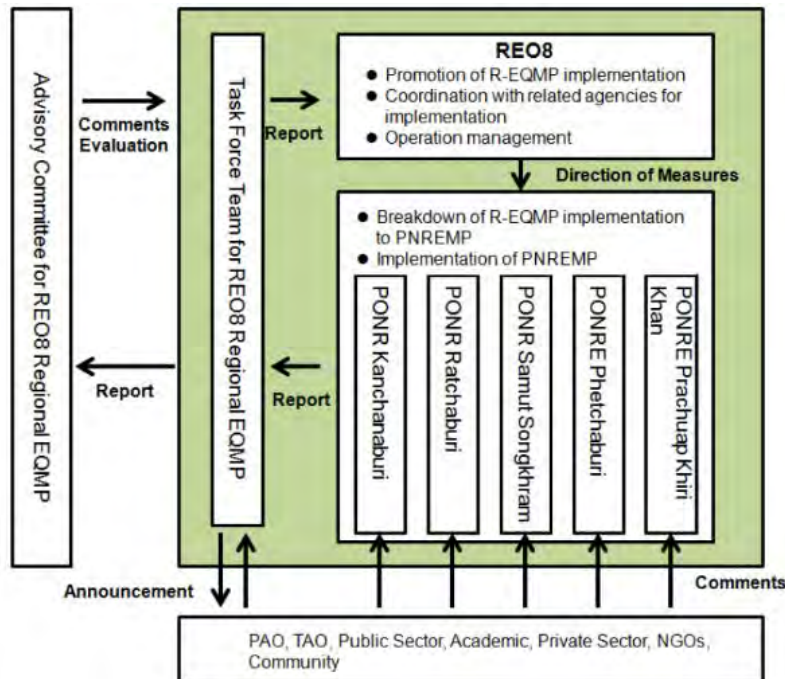 Advisory Committee for REO8 Regional EQMP
Comments
Evaluation
Report
Task Force Team for REO8 Regional EQMP
Report
REO8
● Promotion of R-EQMP implementation
● Coordination with related agencies for
implementation
● Operation management
Direction of Measures
● Breakdown of R-EQMP implementation
to PNREMP
● Implementation of PNREMP
Report
PONR Kanchanaburi
PONR Ratchaburi
PONR Samut Songkhram
PONRE Phetchaburi
PONRE Prachuap Khiri
Khan
Announcement
Comments
PAO, TAO, Public Sector, Academic, Private Sector, NGOs,
Community